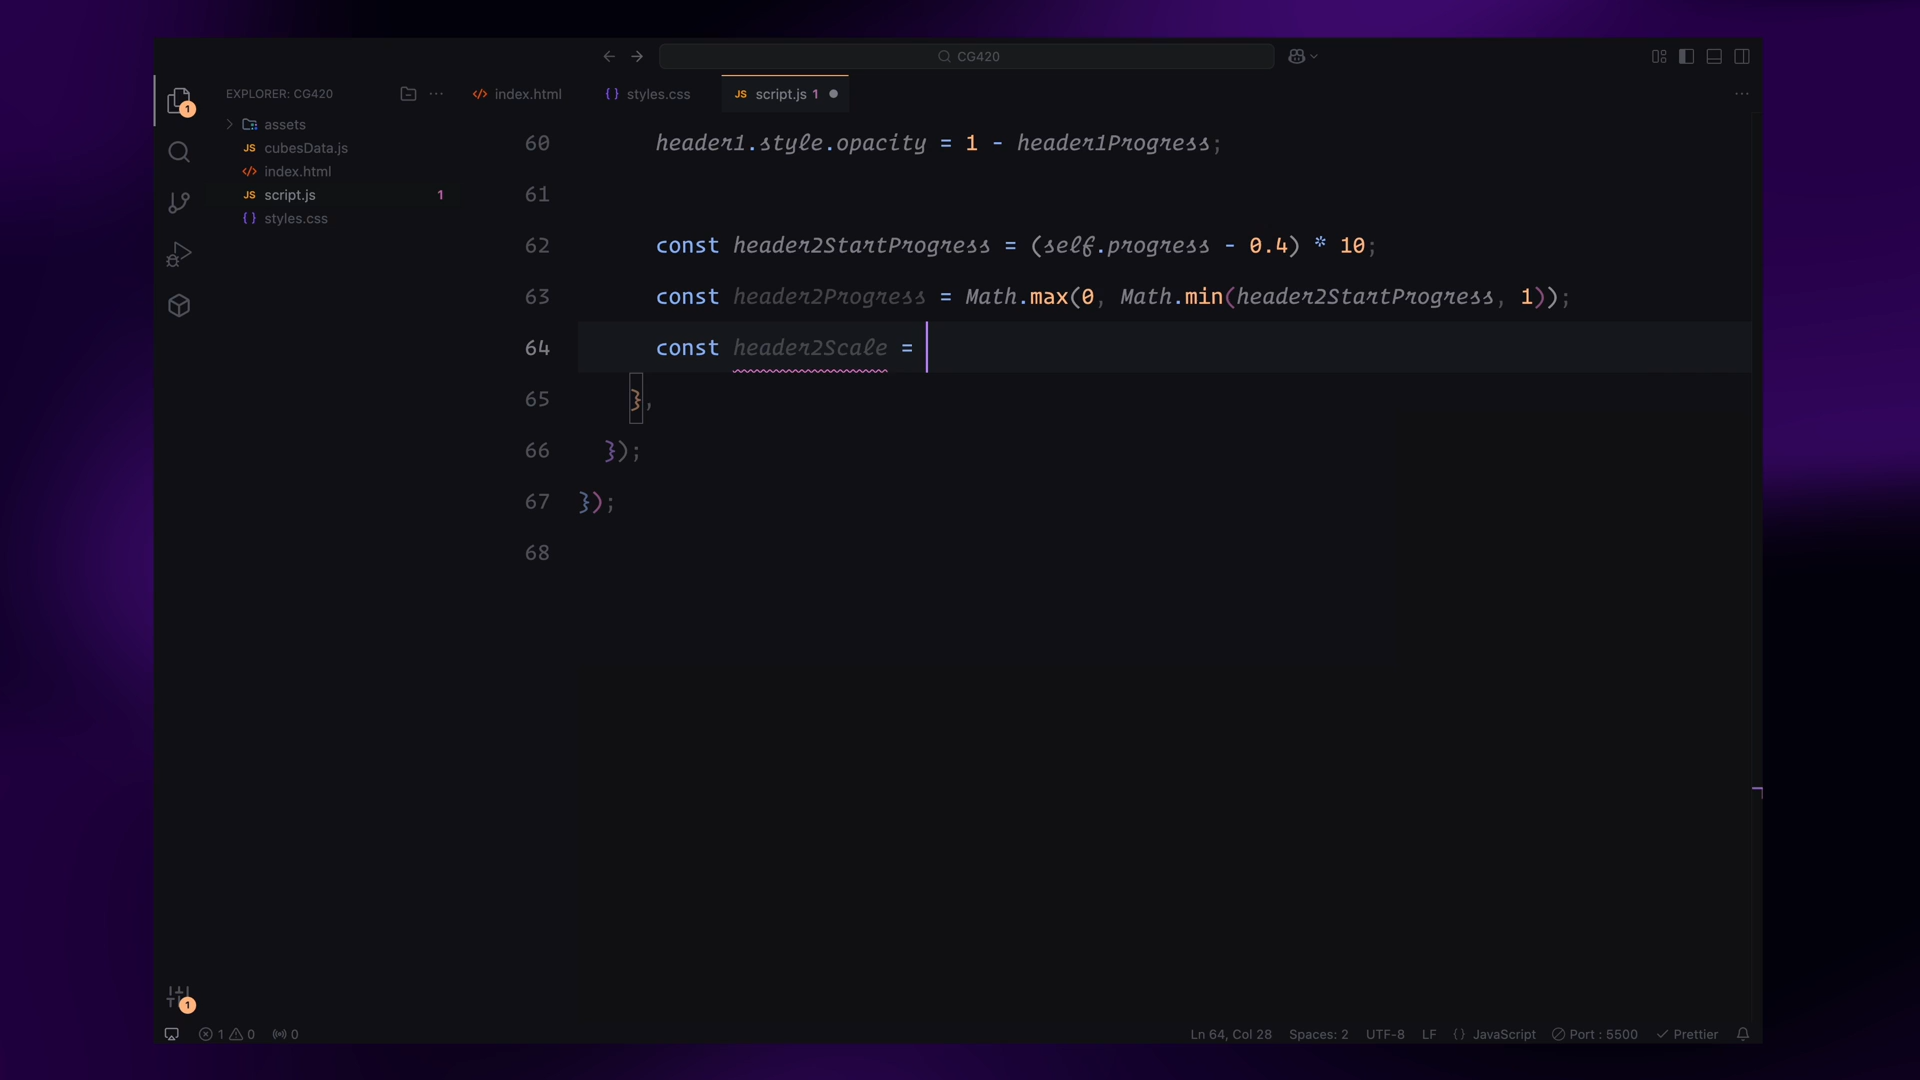 CG420
EXPLORER: CG420
index.html
styles.css
script.js 1
assets
JS cubesData.js
index.html
JS script.js 1
styles.css
1
60 header1.style.opacity = 1 - header1Progress;
61
62 const header2StartProgress = (self.progress - 0.4) * 10;
63 const header2Progress = Math.max(0, Math.min(header2StartProgress, 1));
64 const header2Scale =
65 },
66 });
67 });
68
1
1 0 0
Ln 64, Col 28 Spaces: 2 UTF-8 LF {} JavaScript Port : 5500 Prettier